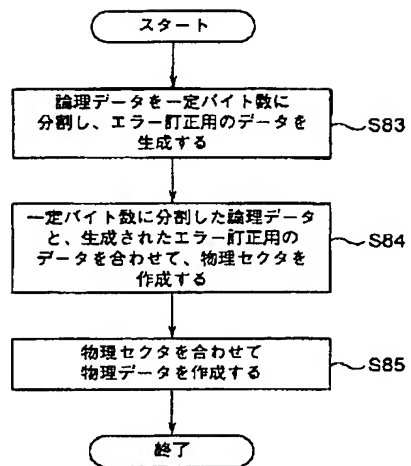 スタート
論理データを一定バイト数に
分割し、エラー訂正用のデータを
生成する
S83
一定バイト数に分割した論理データ
と、生成されたエラー訂正用の
データを合わせて、物理セクタを
作成する
S84
物理セクタを合わせて
物理データを作成する
S85
終了